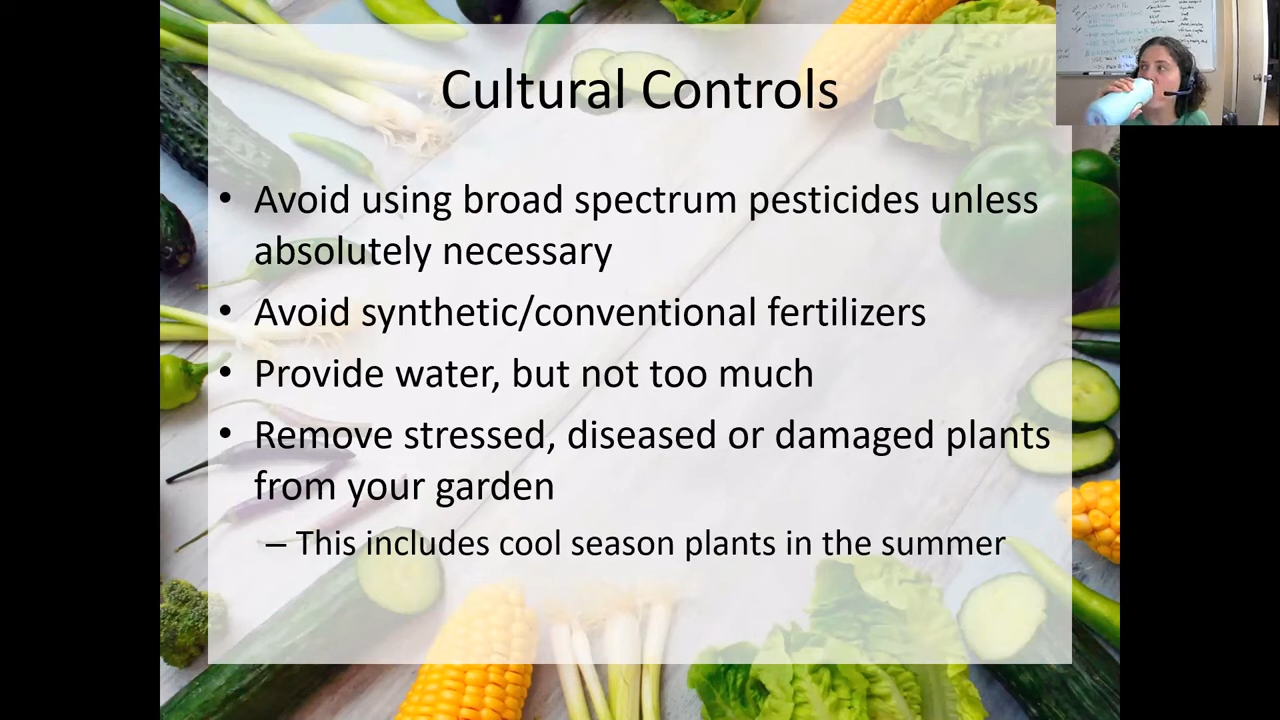 Cultural Controls
• Avoid using broad spectrum pesticides unless
absolutely necessary
• Avoid synthetic/conventional fertilizers
• Provide water, but not too much
• Remove stressed, diseased or damaged plants
from your garden
– This includes cool season plants in the summer